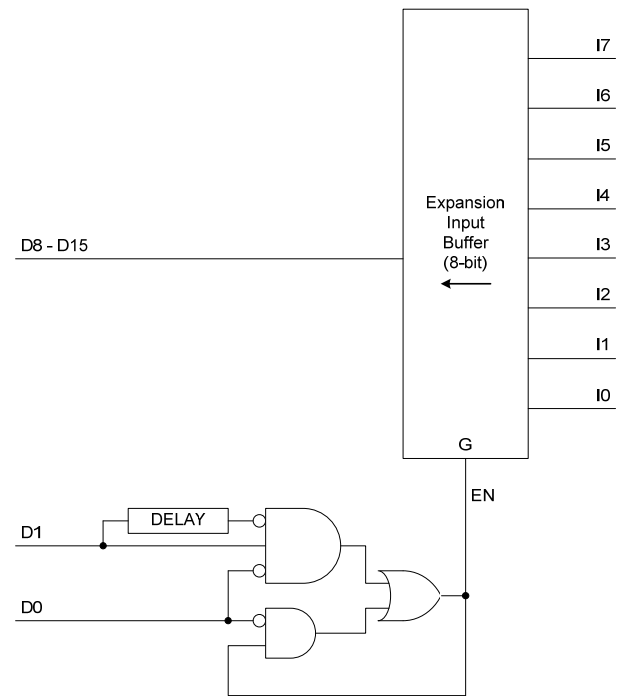 I7
I6
I5
I4
I3
I2
I1
I0
Expansion
Input
Buffer
(8-bit)
D8 - D15
G
EN
DELAY
D1
D0